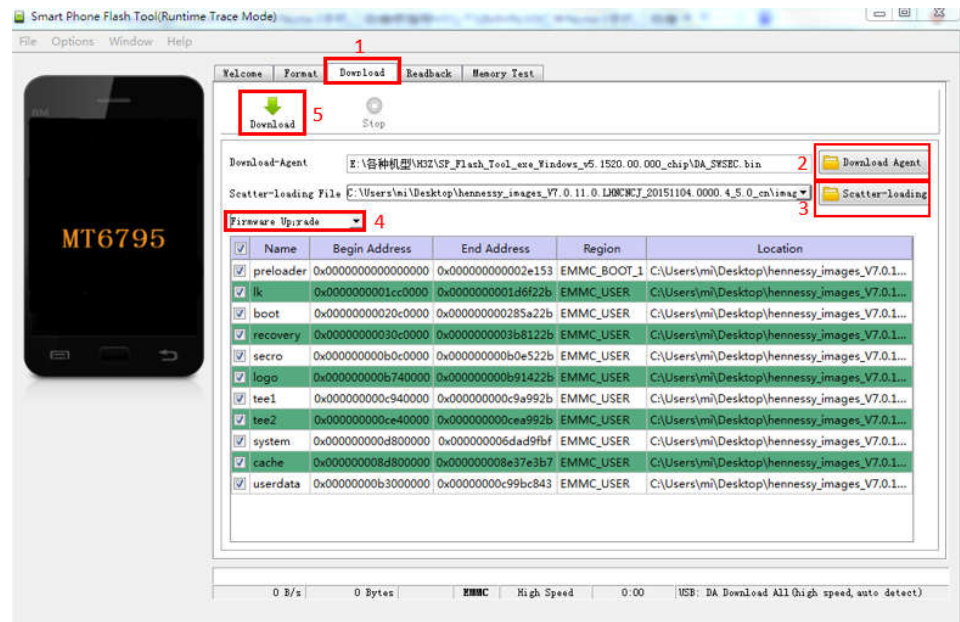 Smart Phone Flash Tool(Runtime Trace Mode)
File Options Window Help
1
Welcome Format Download Readback Memory Test
Download 5 Stop
Download-Agent E:\各种机型\H3Z\SP_Flash_Tool_exe_Windows_v5.1520.00.000_chip\DA_SWSEC.bin 2 Download Agent
Scatter-loading File C:\Users\mi\Desktop\hennessy_images_V7.0.11.0.LHNCNCJ_20151104.0000.4_5.0_cn\imag Scatter-loading
3
Firmware Upgrade 4
MT6795
Name Begin Address End Address Region Location
preloader 0x0000000000000000 0x000000000002e153 EMMC_BOOT_1 C:\Users\mi\Desktop\hennessy_images_V7.0.1...
lk 0x0000000001cc0000 0x0000000001d6f22b EMMC_USER C:\Users\mi\Desktop\hennessy_images_V7.0.1...
boot 0x00000000020c0000 0x000000000285a22b EMMC_USER C:\Users\mi\Desktop\hennessy_images_V7.0.1...
recovery 0x00000000030c0000 0x0000000003b8122b EMMC_USER C:\Users\mi\Desktop\hennessy_images_V7.0.1...
secro 0x000000000b0c0000 0x000000000b0e522b EMMC_USER C:\Users\mi\Desktop\hennessy_images_V7.0.1...
logo 0x000000000b740000 0x000000000b91422b EMMC_USER C:\Users\mi\Desktop\hennessy_images_V7.0.1...
tee1 0x000000000c940000 0x000000000c9a992b EMMC_USER C:\Users\mi\Desktop\hennessy_images_V7.0.1...
tee2 0x000000000ce40000 0x000000000cea992b EMMC_USER C:\Users\mi\Desktop\hennessy_images_V7.0.1...
system 0x000000000d800000 0x000000006dad9fbf EMMC_USER C:\Users\mi\Desktop\hennessy_images_V7.0.1...
cache 0x000000008d800000 0x000000008e37e3b7 EMMC_USER C:\Users\mi\Desktop\hennessy_images_V7.0.1...
userdata 0x00000000b3000000 0x00000000c99bc843 EMMC_USER C:\Users\mi\Desktop\hennessy_images_V7.0.1...
0 B/s 0 Bytes EMMC High Speed 0:00 USB: DA Download All(high speed, auto detect)